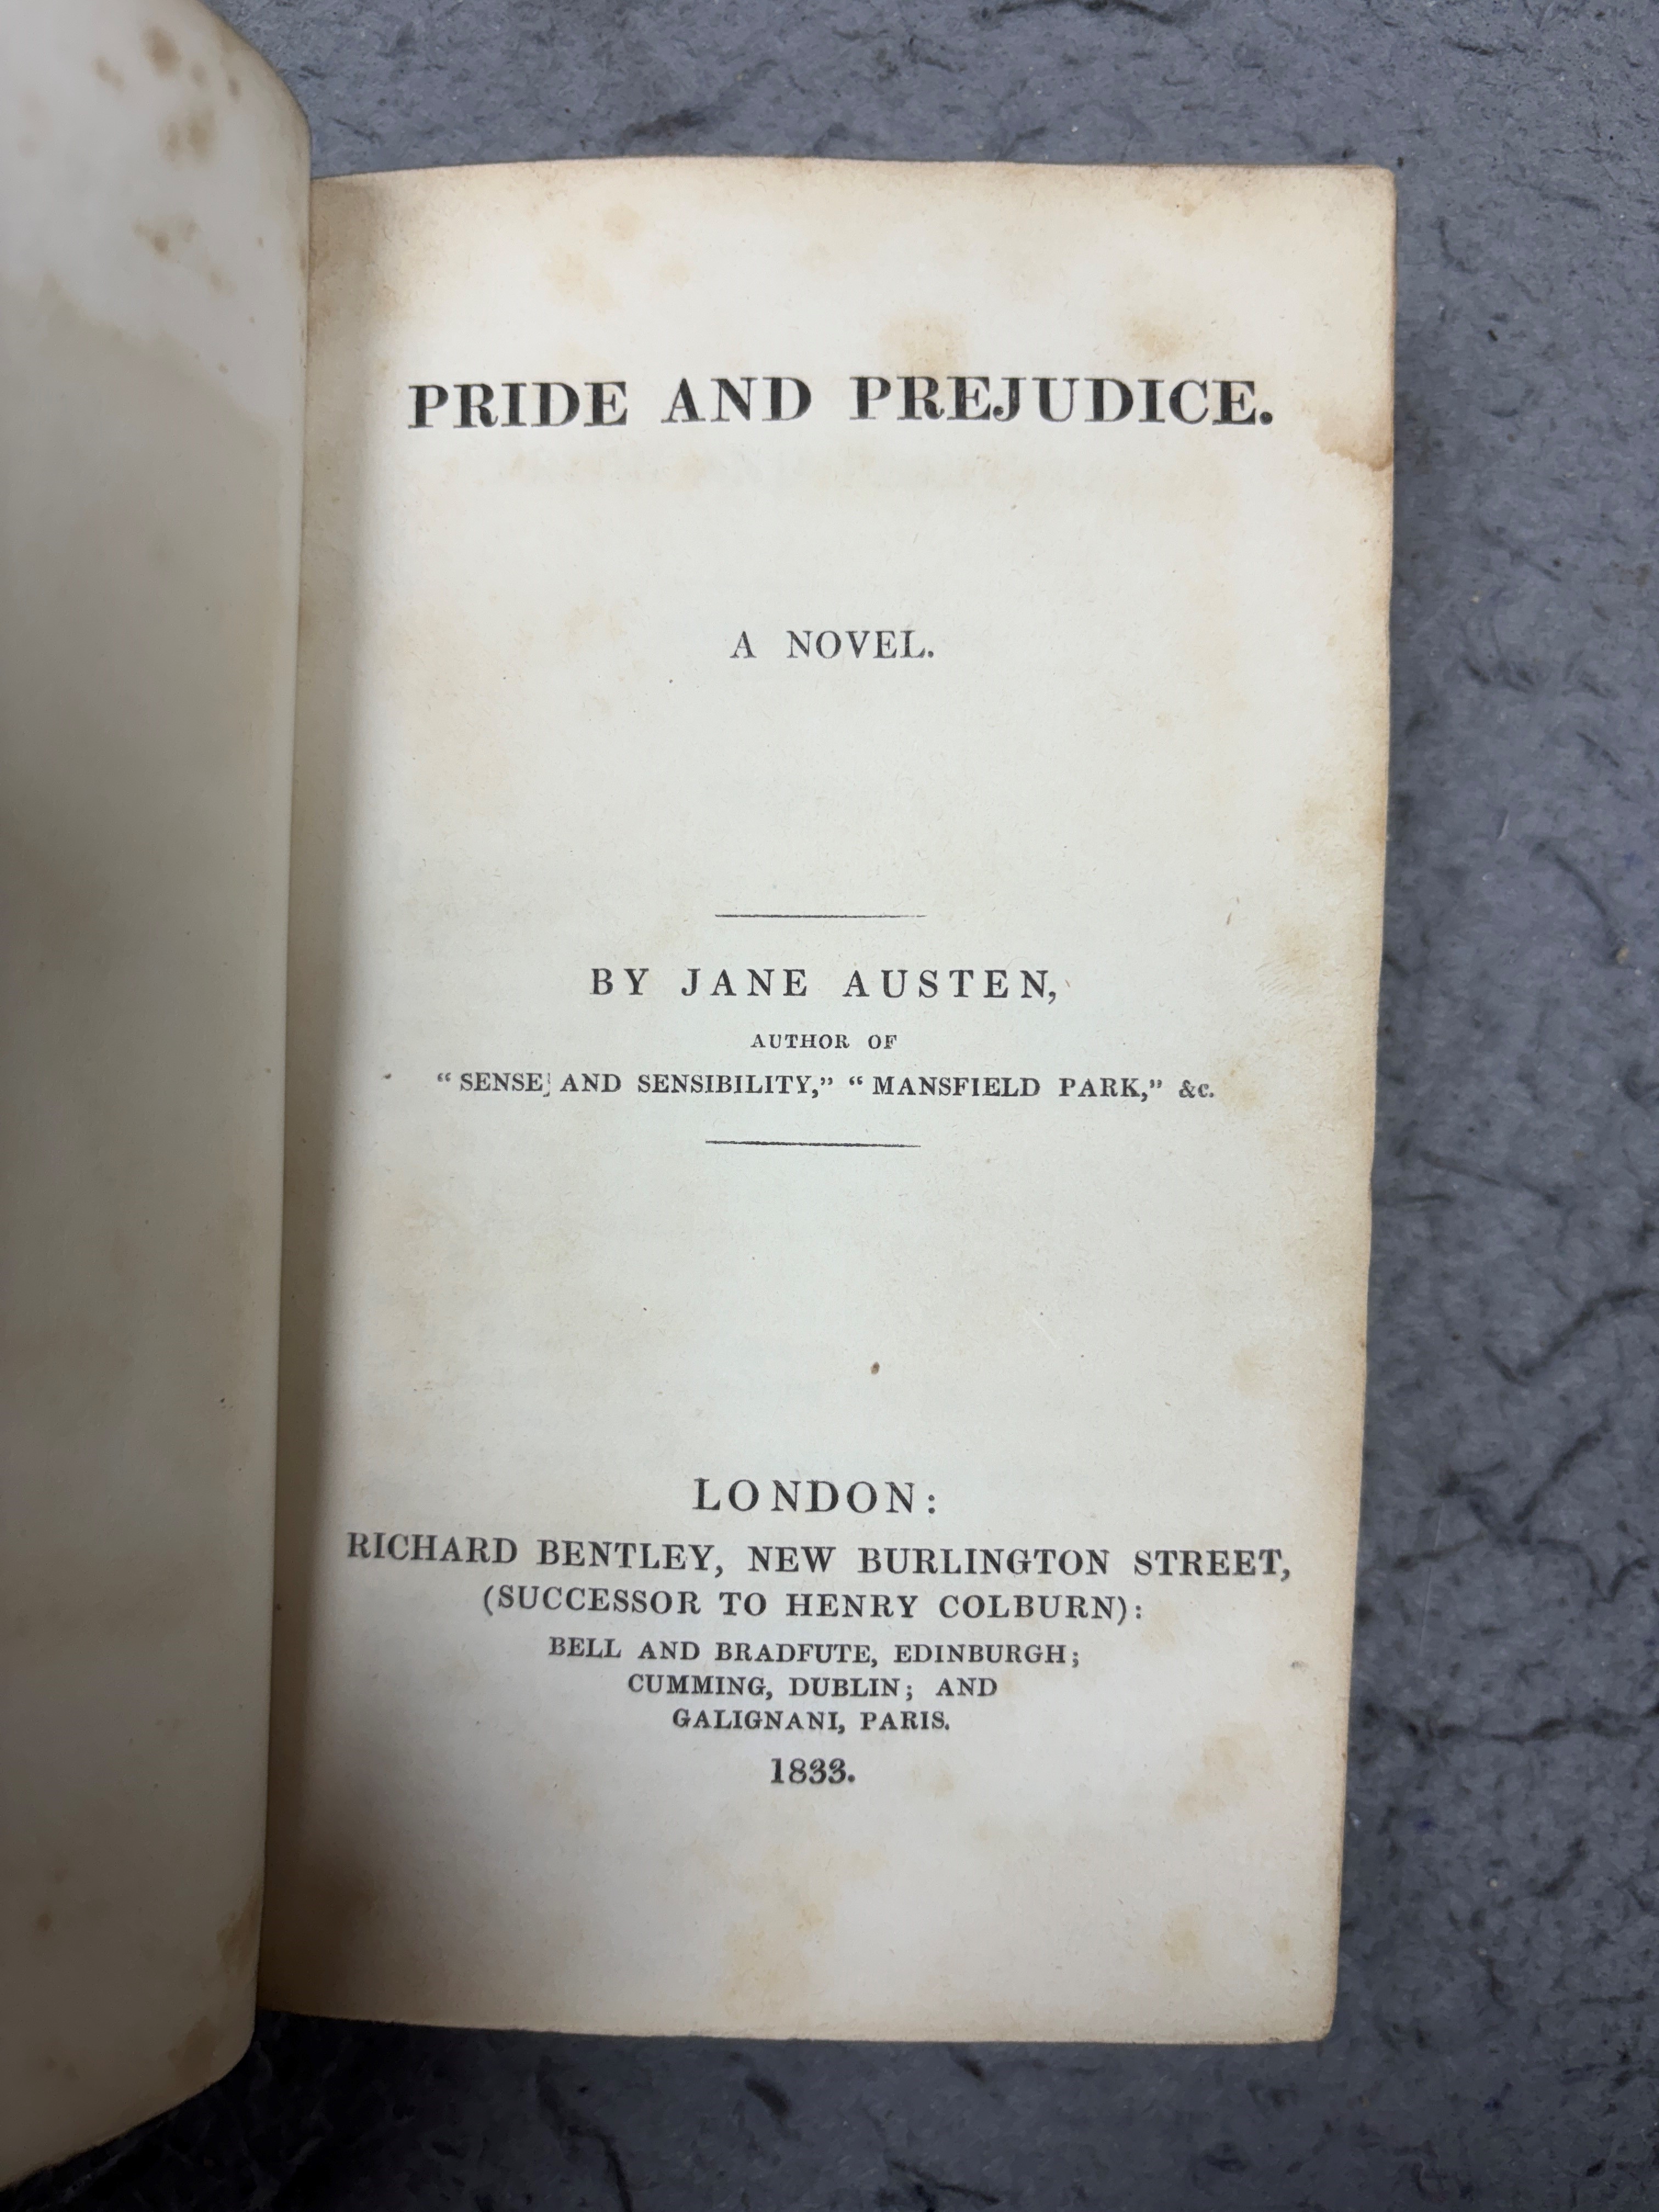 PRIDE AND PREJUDICE.
A NOVEL.
BY JANE AUSTEN,
AUTHOR OF
“ SENSE AND SENSIBILITY,” “ MANSFIELD PARK,” &c.
LONDON:
RICHARD BENTLEY, NEW BURLINGTON STREET,
(SUCCESSOR TO HENRY COLBURN):
BELL AND BRADFUTE, EDINBURGH;
CUMMING, DUBLIN; AND
GALIGNANI, PARIS.
1833.